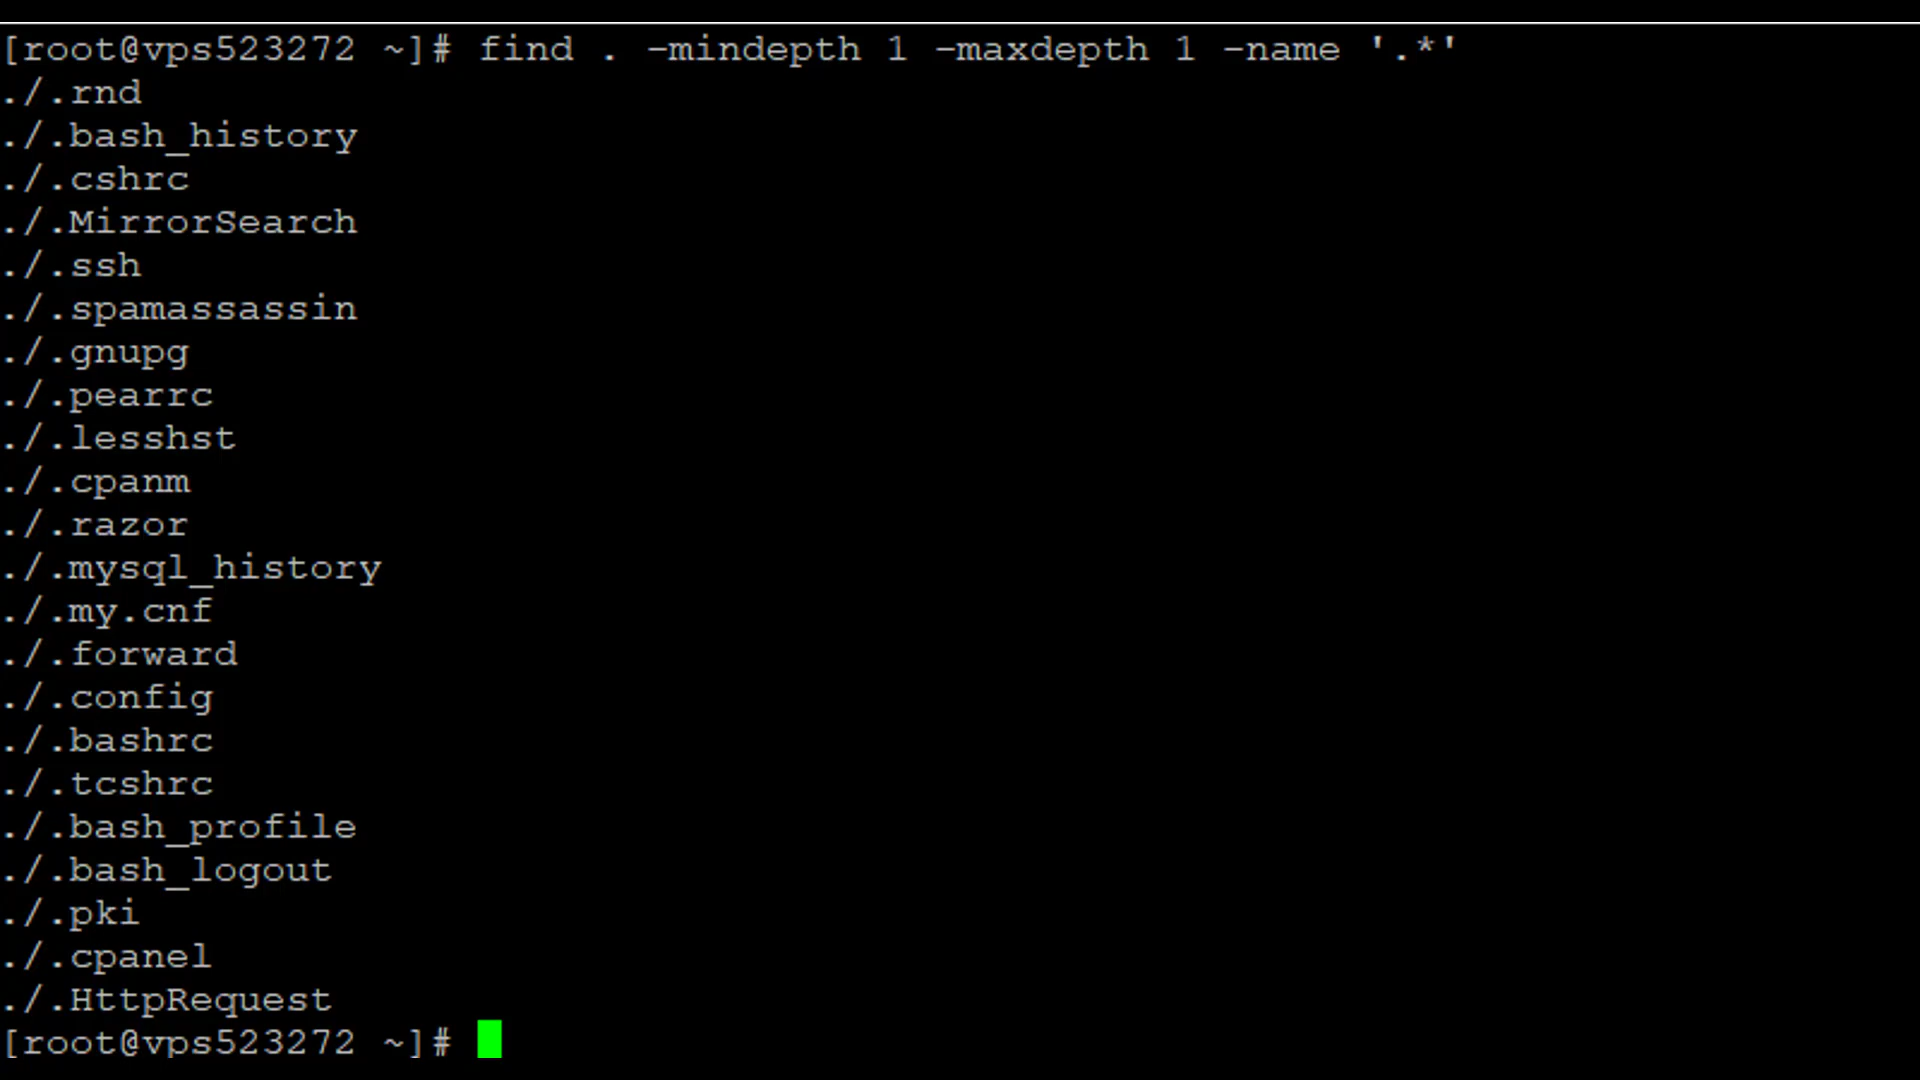 [root@vps523272 ~]# find . -mindepth 1 -maxdepth 1 -name '.*'
./.rnd
./.bash_history
./.cshrc
./.MirrorSearch
./.ssh
./.spamassassin
./.gnupg
./.pearrc
./.lesshst
./.cpanm
./.razor
./.mysql_history
./.my.cnf
./.forward
./.config
./.bashrc
./.tcshrc
./.bash_profile
./.bash_logout
./.pki
./.cpanel
./.HttpRequest
[root@vps523272 ~]#